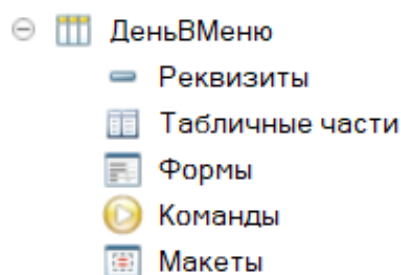 ДеньВМеню
Реквизиты
Табличные части
Формы
Команды
Макеты